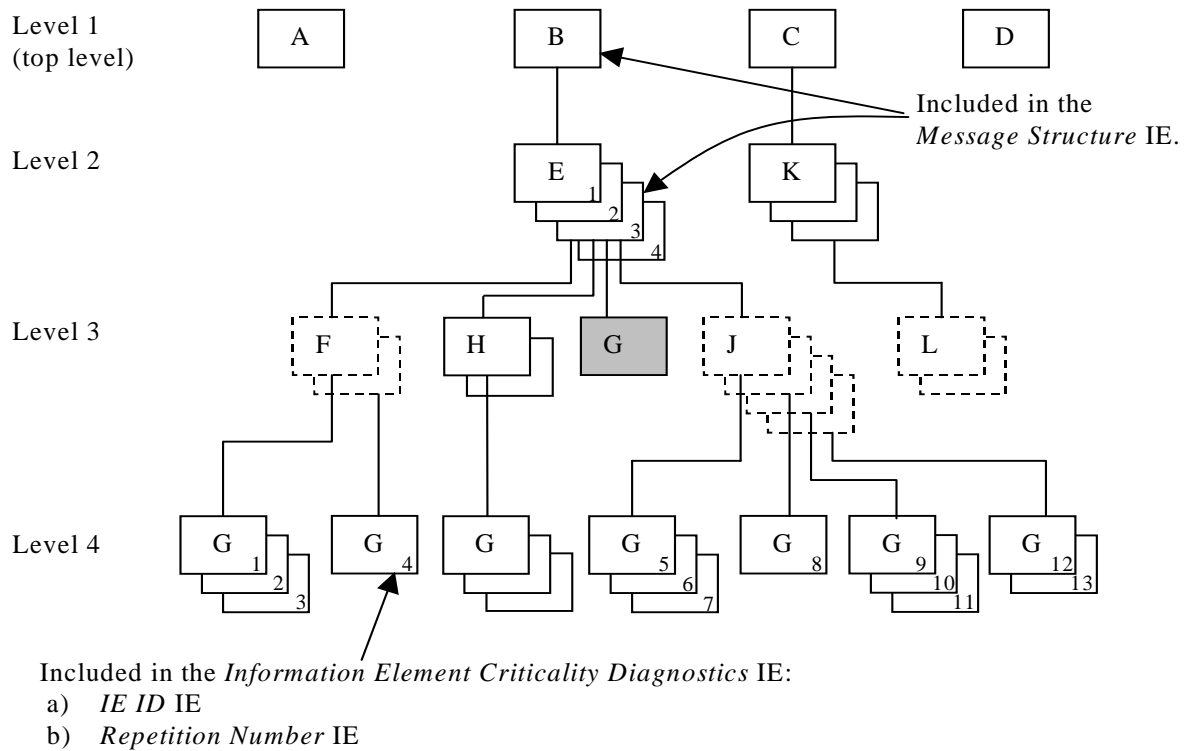 Level 1
(top level)
A
B
C
D
Included in the
Message Structure IE.
Level 2
E
1
2
3
4
K
Level 3
F
H
G
J
L
Level 4
G
1
2
3
G
4
G
G
5
6
7
G
8
G
9
10
11
G
12
13
Included in the Information Element Criticality Diagnostics IE:
a) IE ID IE
b) Repetition Number IE